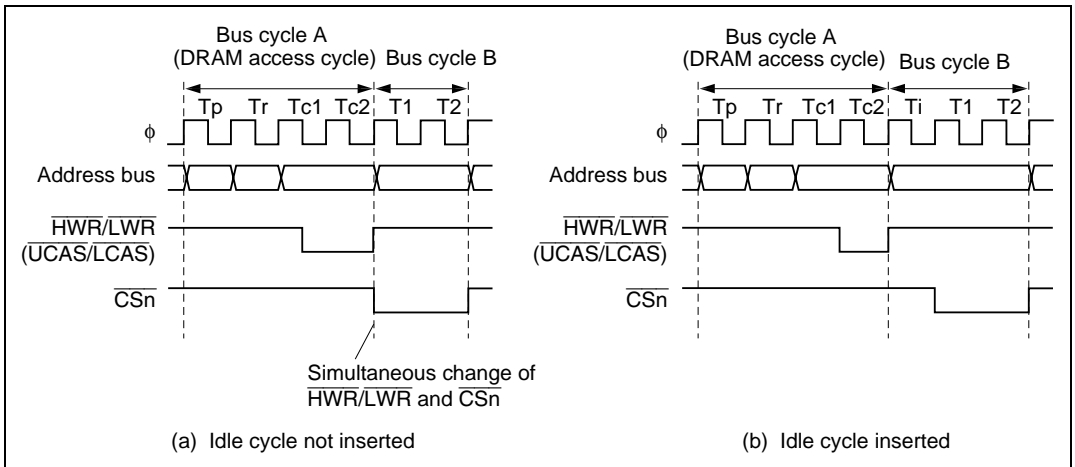 Bus cycle A
(DRAM access cycle) Bus cycle B
Tp Tr Tc1 Tc2 T1 T2
ϕ
Address bus
HWR/LWR
(UCAS/LCAS)
CSn
Simultaneous change of
HWR/LWR and CSn
(a) Idle cycle not inserted
Bus cycle A
(DRAM access cycle) Bus cycle B
Tp Tr Tc1 Tc2 Ti T1 T2
ϕ
Address bus
HWR/LWR
(UCAS/LCAS)
CSn
(b) Idle cycle inserted